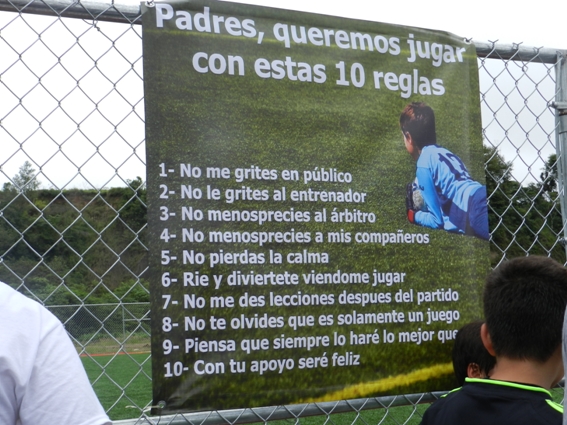 Padres, queremos jugar
con estas 10 reglas
1- No me grites en público
2- No le grites al entrenador
3- No menosprecies al árbitro
4- No menosprecies a mis compañeros
5- No pierdas la calma
6- Rie y diviertete viendome jugar
7- No me des lecciones despues del partido
8- No te olvides que es solamente un juego
9- Piensa que siempre lo haré lo mejor que
10- Con tu apoyo seré feliz